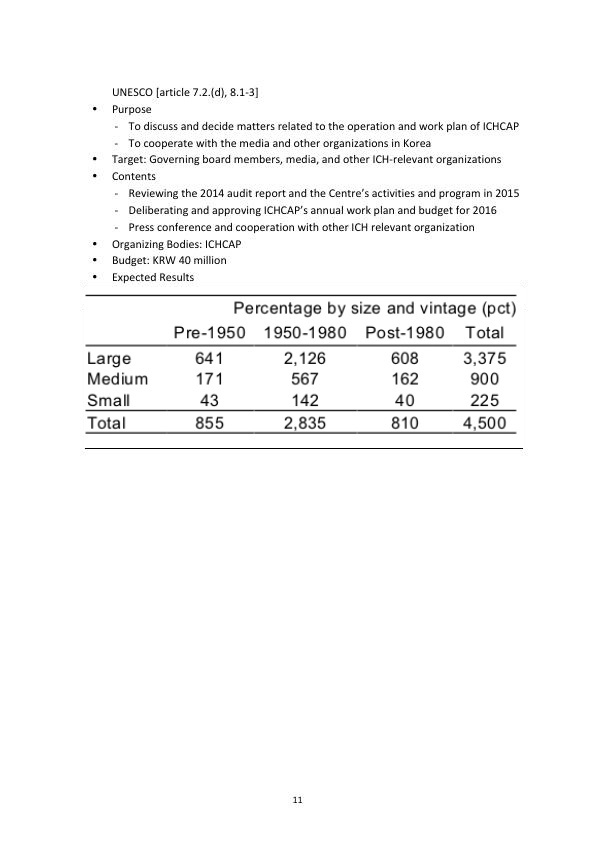 UNESCO [article 7.2.(d), 8.1-3]
• Purpose
- To discuss and decide matters related to the operation and work plan of ICHCAP
- To cooperate with the media and other organizations in Korea
• Target: Governing board members, media, and other ICH-relevant organizations
• Contents
- Reviewing the 2014 audit report and the Centre’s activities and program in 2015
- Deliberating and approving ICHCAP’s annual work plan and budget for 2016
- Press conference and cooperation with other ICH relevant organization
• Organizing Bodies: ICHCAP
• Budget: KRW 40 million
• Expected Results
Percentage by size and vintage (pct)
Pre-1950 1950-1980 Post-1980 Total
Large 641 2,126 608 3,375
Medium 171 567 162 900
Small 43 142 40 225
Total 855 2,835 810 4,500
11